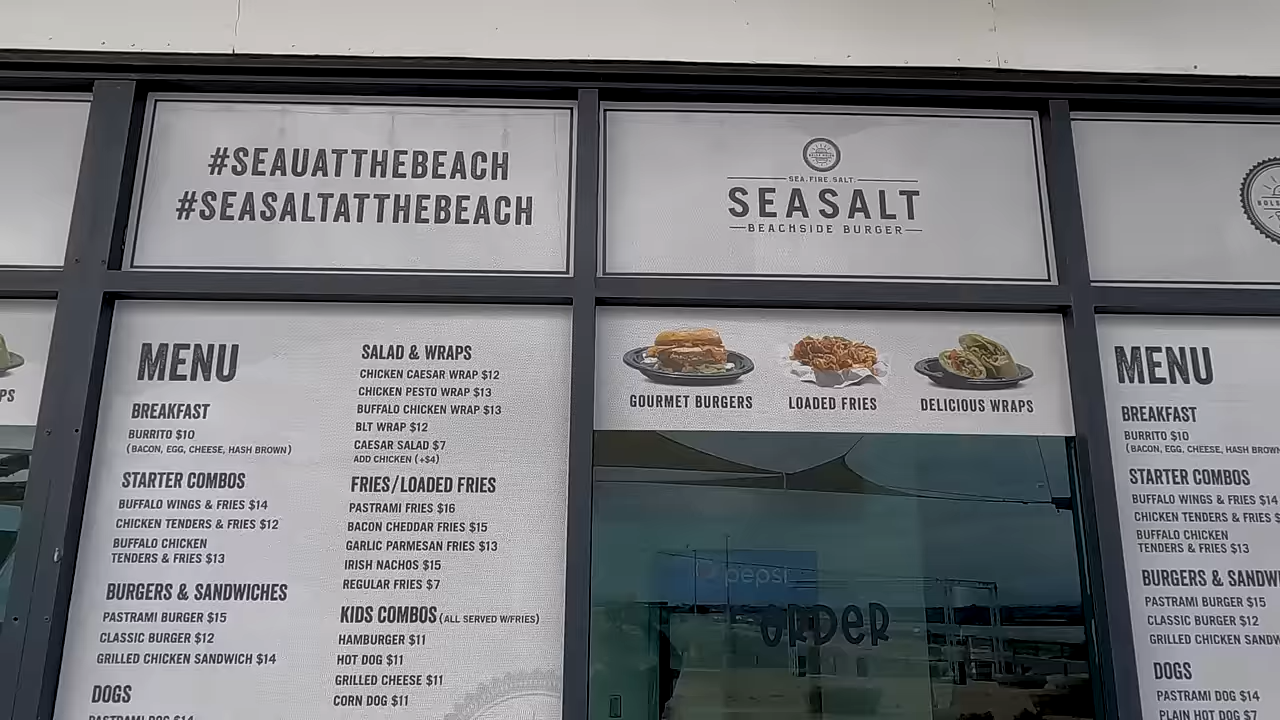 #SEAUATTHEBEACH
#SEASALTATTHEBEACH
SEA.FIRE.SALT.
SEASALT
BEACHSIDE BURGER
PS
MENU
BREAKFAST
BURRITO $10
(BACON, EGG, CHEESE, HASH BROWN)
STARTER COMBOS
BUFFALO WINGS & FRIES $14
CHICKEN TENDERS & FRIES $12
BUFFALO CHICKEN
TENDERS & FRIES $13
BURGERS & SANDWICHES
PASTRAMI BURGER $15
CLASSIC BURGER $12
GRILLED CHICKEN SANDWICH $14
DOGS
PASTRAMI DOG $14
SALAD & WRAPS
CHICKEN CAESAR WRAP $12
CHICKEN PESTO WRAP $13
BUFFALO CHICKEN WRAP $13
BLT WRAP $12
CAESAR SALAD $7
ADD CHICKEN (+$4)
FRIES/LOADED FRIES
PASTRAMI FRIES $16
BACON CHEDDAR FRIES $15
GARLIC PARMESAN FRIES $13
IRISH NACHOS $15
REGULAR FRIES $7
KIDS COMBOS (ALL SERVED W/FRIES)
HAMBURGER $11
HOT DOG $11
GRILLED CHEESE $11
CORN DOG $11
GOURMET BURGERS
LOADED FRIES
DELICIOUS WRAPS
pepsi
ORDER
MENU
BREAKFAST
BURRITO $10
(BACON, EGG, CHEESE, HASH BROWN
STARTER COMBOS
BUFFALO WINGS & FRIES $14
CHICKEN TENDERS & FRIES $
BUFFALO CHICKEN
TENDERS & FRIES $13
BURGERS & SANDW
PASTRAMI BURGER $15
CLASSIC BURGER $12
GRILLED CHICKEN SANDW
DOGS
PASTRAMI DOG $14
PLAIN HOT DOG $7